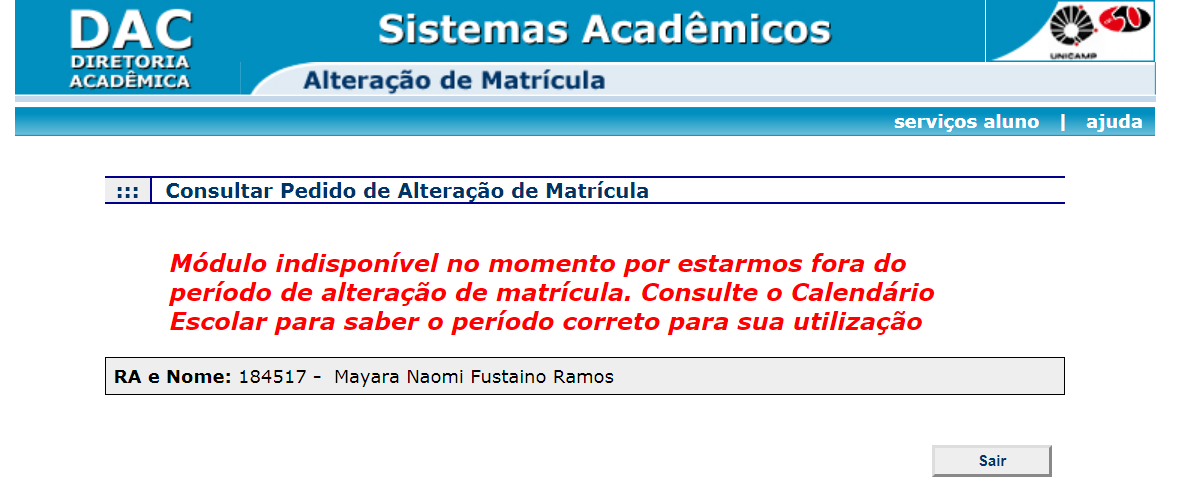 DAC
DIRETORIA
ACADÊMICA
Sistemas Acadêmicos
UNICAMP
50
Alteração de Matrícula
serviços aluno | ajuda
::: Consultar Pedido de Alteração de Matrícula
Módulo indisponível no momento por estarmos fora do
período de alteração de matrícula. Consulte o Calendário
Escolar para saber o período correto para sua utilização
RA e Nome: 184517 - Mayara Naomi Fustaino Ramos
Sair